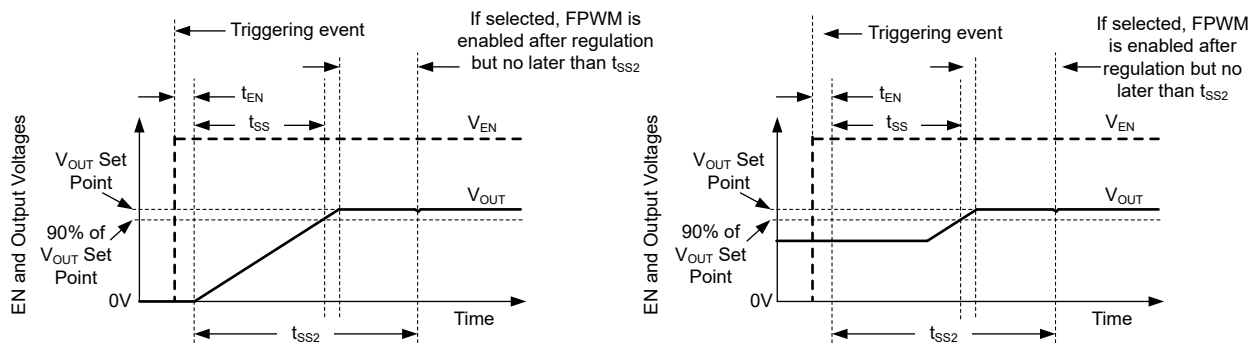 Triggering event
If selected, FPWM is
enabled after regulation
but no later than tSS2
tEN
tSS
VEN
VOUT Set
Point
VOUT
90% of
VOUT Set
Point
0V
Time
tSS2
EN and Output Voltages
Triggering event
If selected, FPWM
is enabled after
regulation but no
later than tSS2
tEN
tSS
VEN
VOUT Set
Point
VOUT
90% of
VOUT Set
Point
0V
Time
tSS2
EN and Output Voltages